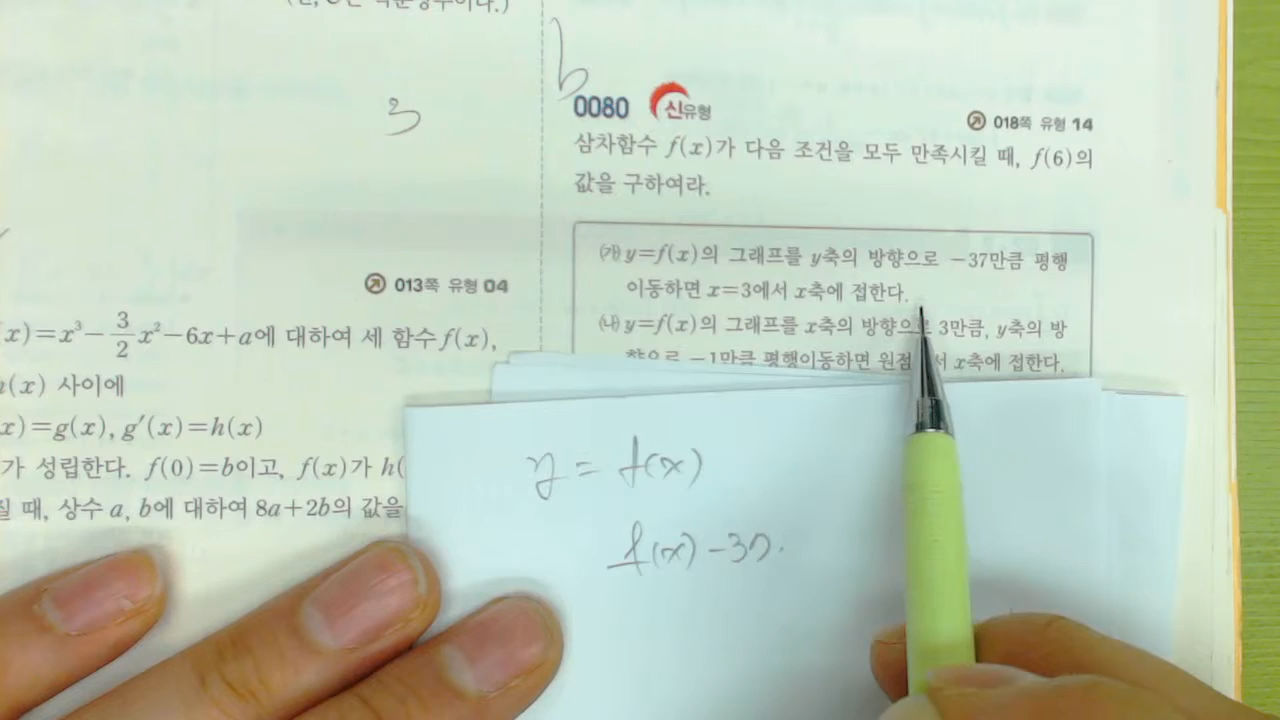 3
013쪽 유형 04
(x)=x³-3/2x²-6x+a에 대하여 세 함수 f(x),
(x) 사이에
x)=g(x), g′(x)=h(x)
가 성립한다. f(0)=b이고, f(x)가 h(
때, 상수 a, b에 대하여 8a+2b의 값을
b
0080 신유형
018쪽 유형 14
삼차함수 f(x)가 다음 조건을 모두 만족시킬 때, f(6)의
값을 구하여라.
㈎ y=f(x)의 그래프를 y축의 방향으로 -37만큼 평행
이동하면 x=3에서 x축에 접한다.
㈏ y=f(x)의 그래프를 x축의 방향으로 3만큼, y축의 방
향으로 -1만큼 평행이동하면 원점 서 x축에 접한다.
y = f(x)
f(x) -37.